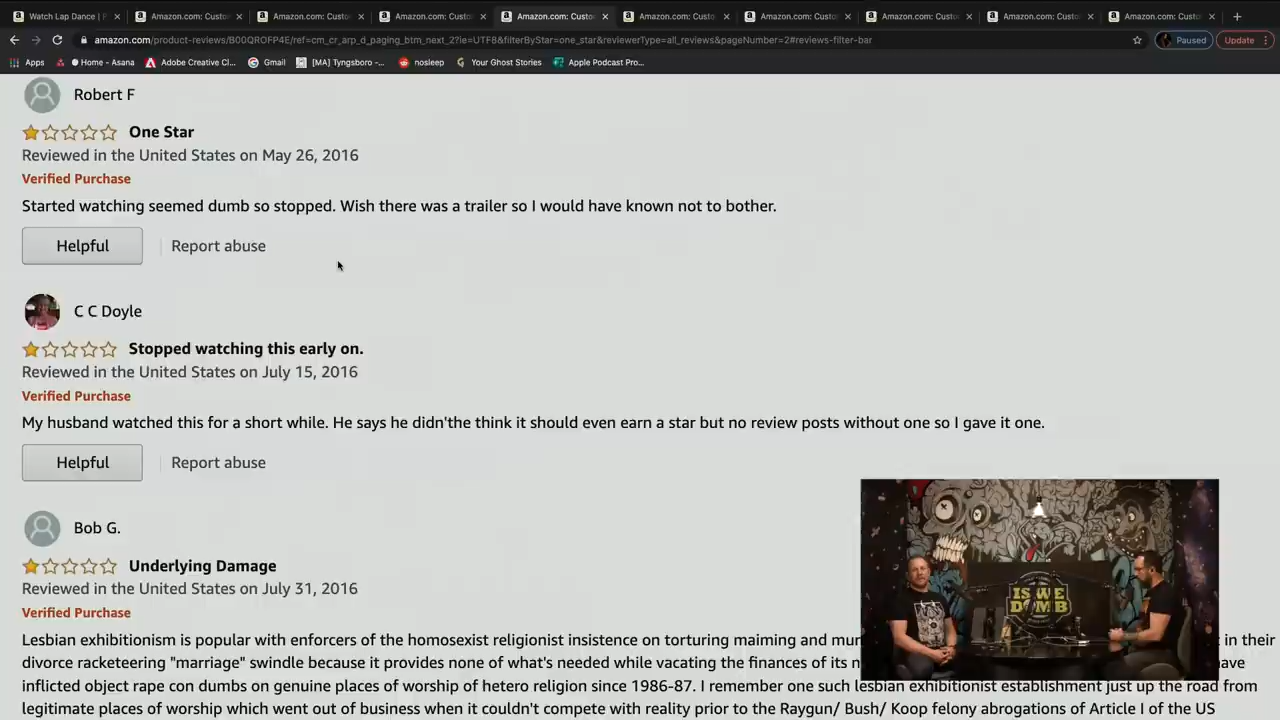 Watch Lap Dance | P
Amazon.com: Custo
Amazon.com: Custo
Amazon.com: Custo
Amazon.com: Custo
Amazon.com: Custo
Amazon.com: Custo
Amazon.com: Custo
Amazon.com: Custo
Amazon.com: Custo
amazon.com/product-reviews/B00QROFP4E/ref=cm_cr_arp_d_paging_btm_next_2?ie=UTF8&filterByStar=one_star&reviewerType=all_reviews&pageNumber=2#reviews-filter-bar
Paused
Update
Apps
Home - Asana
Adobe Creative Cl...
Gmail
[MA] Tyngsboro -...
nosleep
Your Ghost Stories
Apple Podcast Pro...
Robert F
One Star
Reviewed in the United States on May 26, 2016
Verified Purchase
Started watching seemed dumb so stopped. Wish there was a trailer so I would have known not to bother.
Helpful
Report abuse
C C Doyle
Stopped watching this early on.
Reviewed in the United States on July 15, 2016
Verified Purchase
My husband watched this for a short while. He says he didn'the think it should even earn a star but no review posts without one so I gave it one.
Helpful
Report abuse
Bob G.
Underlying Damage
Reviewed in the United States on July 31, 2016
Verified Purchase
Lesbian exhibitionism is popular with enforcers of the homosexist religionist insistence on torturing maiming and in their
divorce racketeering "marriage" swindle because it provides none of what's needed while vacating the finances of its have
inflicted object rape con dumbs on genuine places of worship of hetero religion since 1986-87. I remember one such lesbian exhibitionist establishment just up the road from
legitimate places of worship which went out of business when it couldn't compete with reality prior to the Raygun/ Bush/ Koop felony abrogations of Article I of the US
IS WE
DUMB